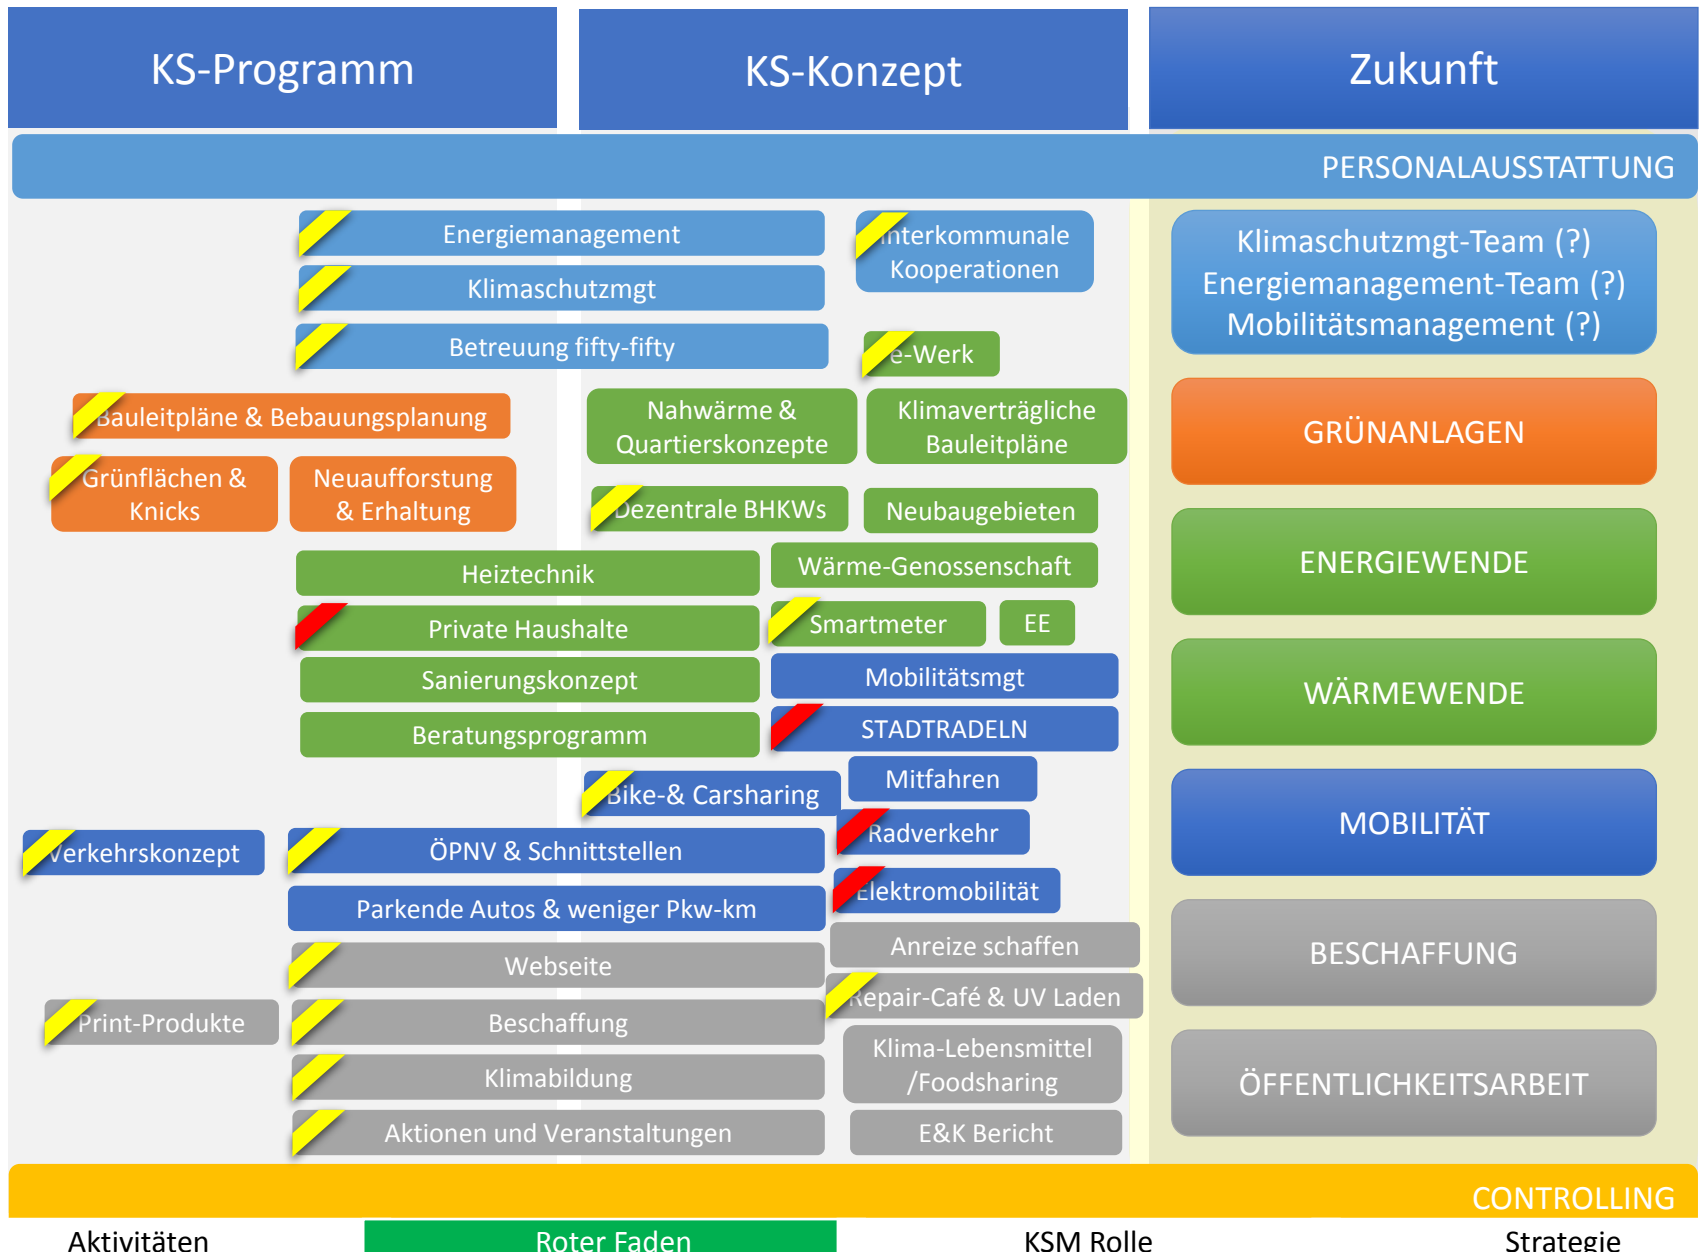 KS-Programm
KS-Konzept
Zukunft
PERSONALAUSSTATTUNG
Energiemanagement
Interkommunale
Kooperationen
Klimaschutzmgt
Betreuung fifty-fifty
e-Werk
Klimaschutzmgt-Team (?)
Energiemanagement-Team (?)
Mobilitätsmanagement (?)
Bauleitpläne & Bebauungsplanung
Nahwärme &
Quartierskonzepte
Klimaverträgliche
Bauleitpläne
GRÜNANLAGEN
Grünflächen &
Knicks
Neuaufforstung
& Erhaltung
Dezentrale BHKWs
Neubaugebieten
Heiztechnik
Wärme-Genossenschaft
ENERGIEWENDE
Private Haushalte
Smartmeter
EE
Sanierungskonzept
Mobilitätsmgt
WÄRMEWENDE
Beratungsprogramm
STADTRADELN
Bike-& Carsharing
Mitfahren
Verkehrskonzept
ÖPNV & Schnittstellen
Radverkehr
MOBILITÄT
Parkende Autos & weniger Pkw-km
Elektromobilität
Webseite
Anreize schaffen
BESCHAFFUNG
Print-Produkte
Beschaffung
Repair-Café & UV Laden
Klimabildung
Klima-Lebensmittel
/Foodsharing
ÖFFENTLICHKEITSARBEIT
Aktionen und Veranstaltungen
E&K Bericht
CONTROLLING
Aktivitäten
Roter Faden
KSM Rolle
Strategie